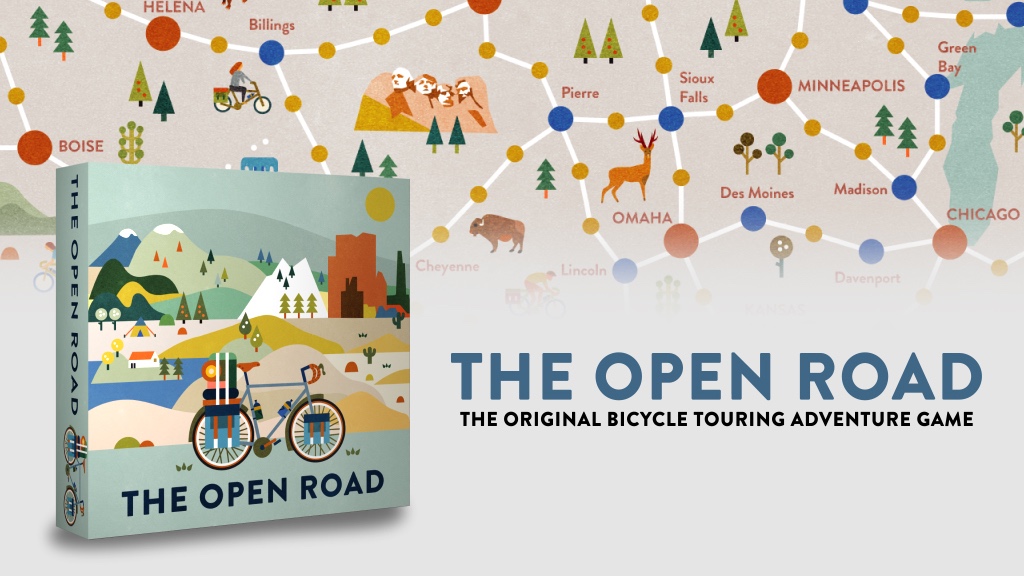 HELENA
Billings
BOISE
Pierre
Sioux
Falls
MINNEAPOLIS
Green
Bay
Des Moines
Madison
OMAHA
CHICAGO
Cheyenne
Lincoln
Davenport
KANSAS
THE OPEN ROAD
THE OPEN ROAD
THE OPEN ROAD
THE ORIGINAL BICYCLE TOURING ADVENTURE GAME